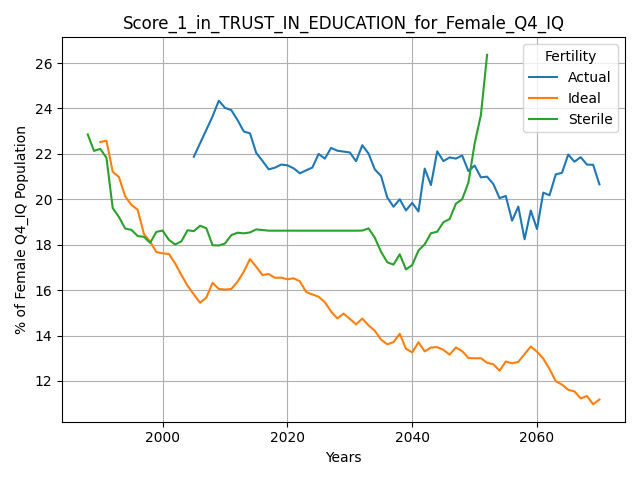 Score_1_in_TRUST_IN_EDUCATION_for_Female_Q4_IQ
Fertility
Actual
Ideal
Sterile
% of Female Q4_IQ Population
26
24
22
20
18
16
14
12
2000
2020
2040
2060
Years